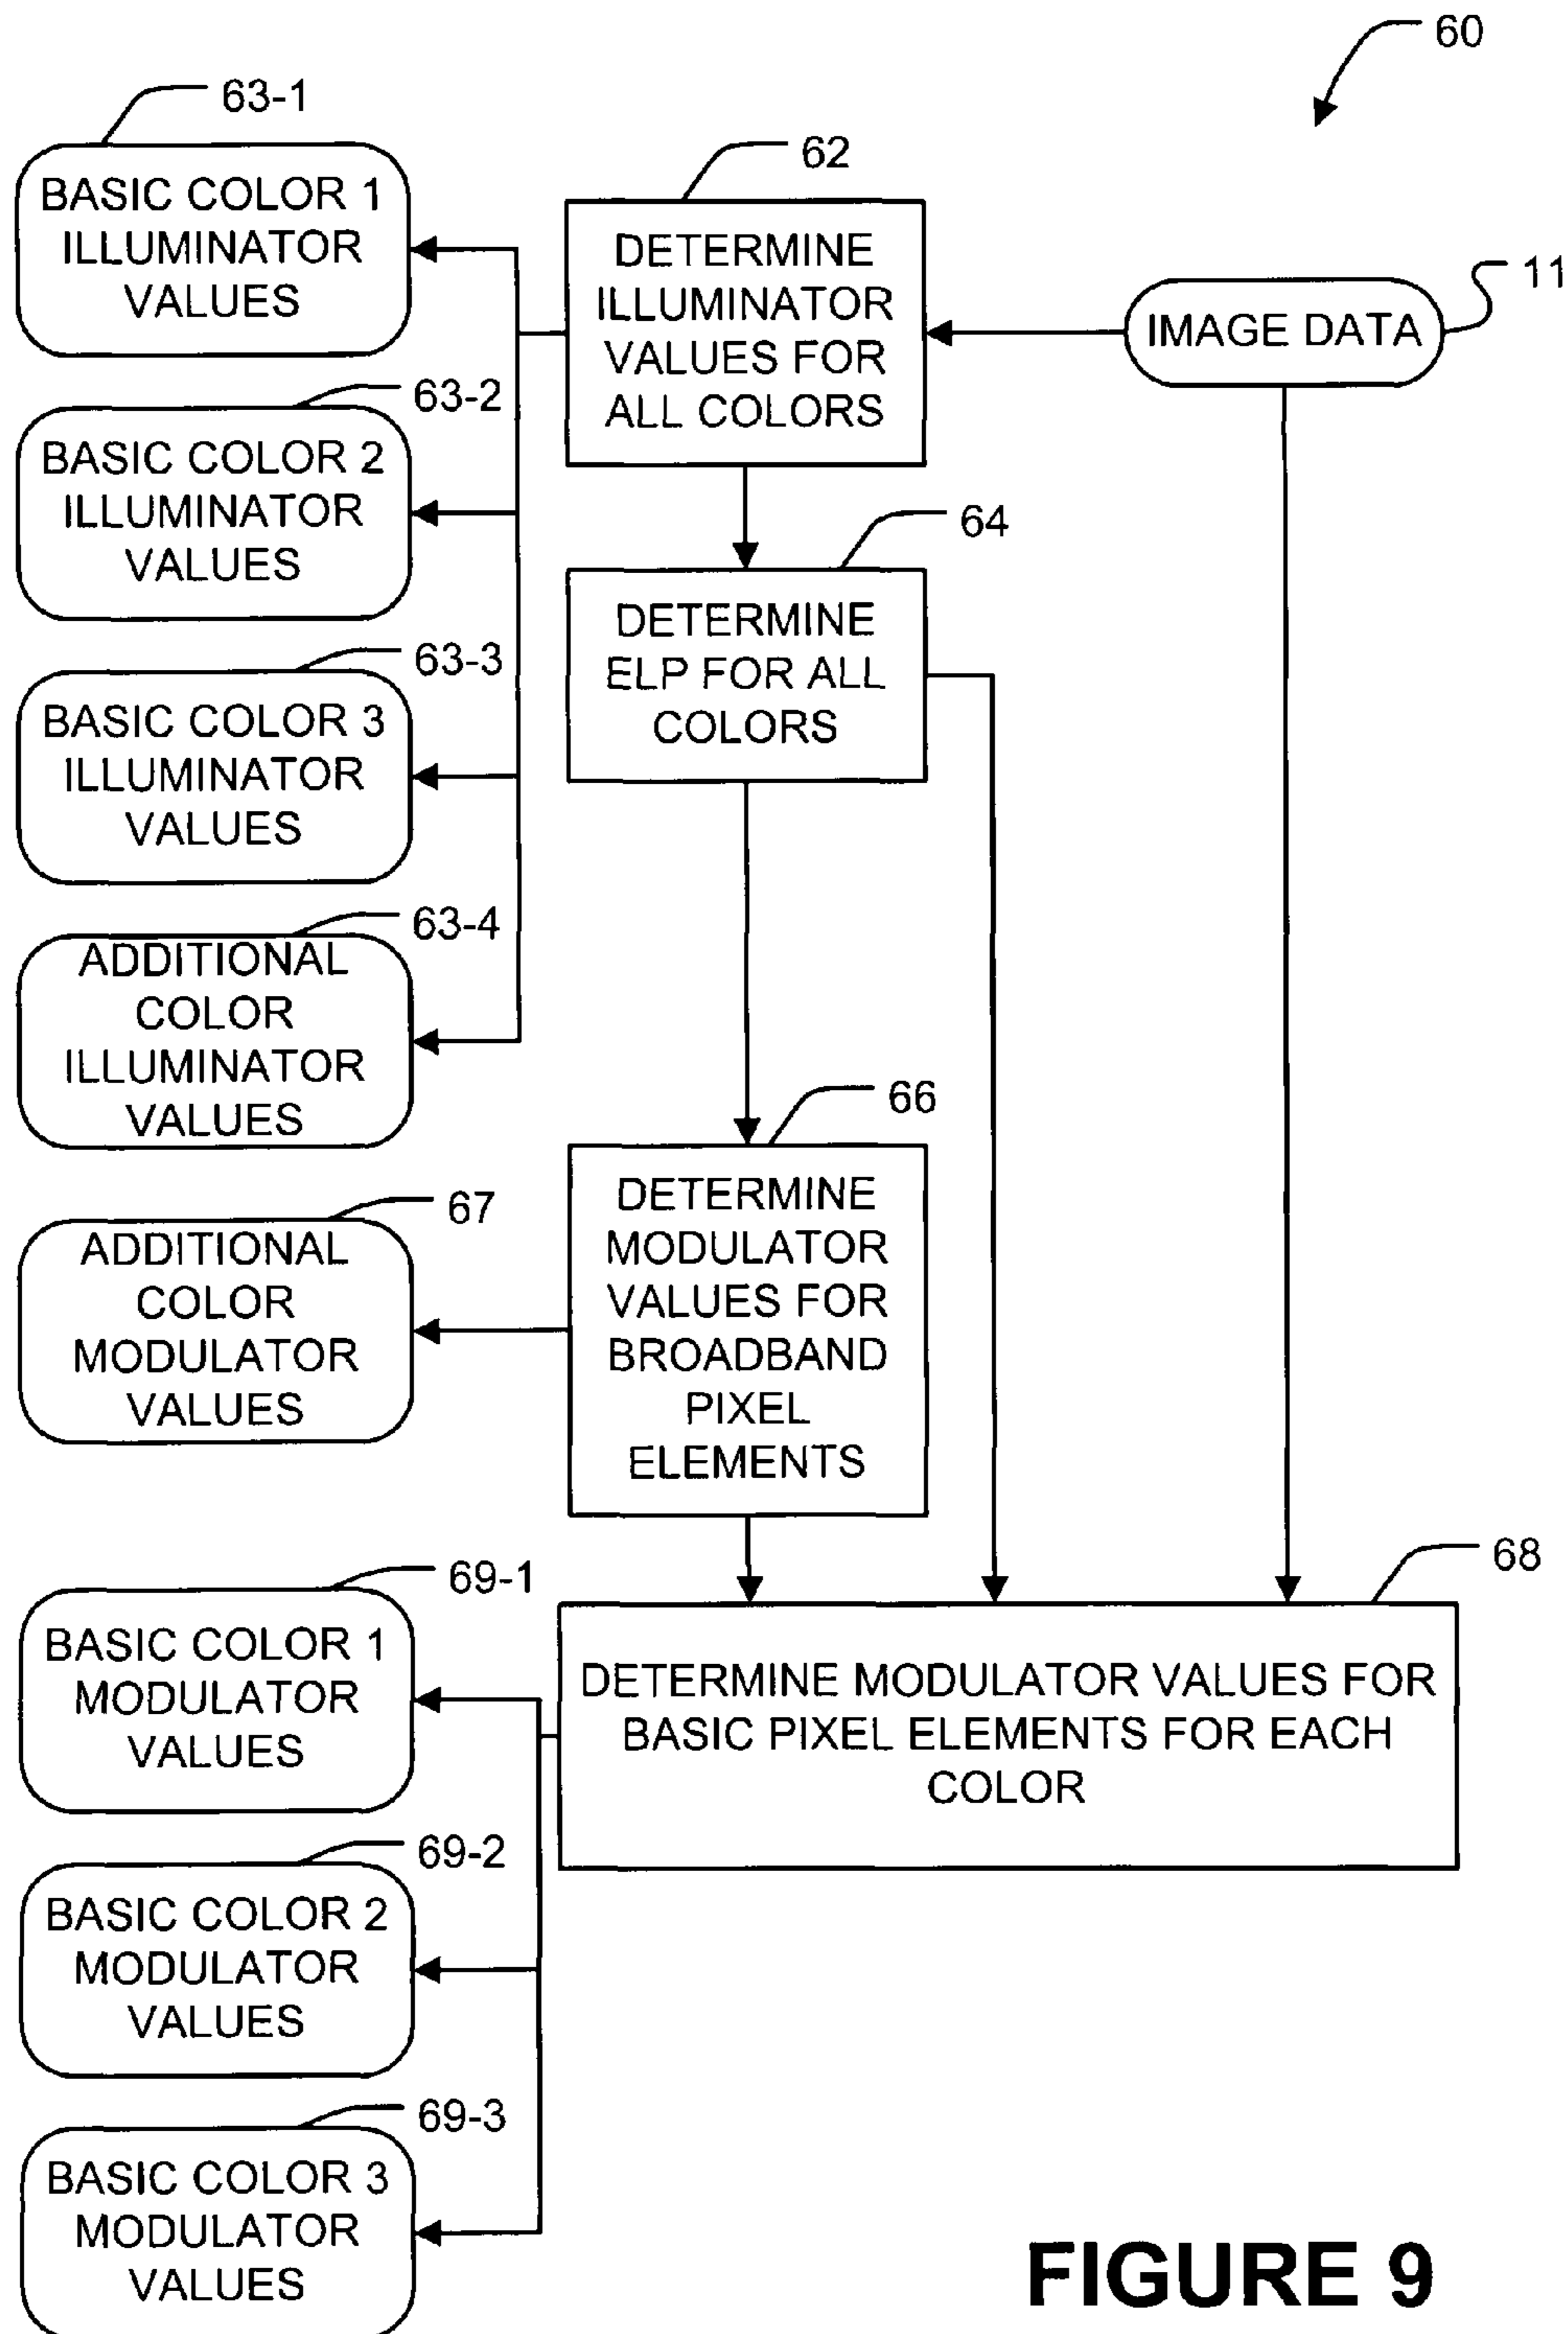 60
63-1
BASIC COLOR 1
ILLUMINATOR
VALUES
62
DETERMINE
ILLUMINATOR
VALUES FOR
ALL COLORS
11
IMAGE DATA
63-2
BASIC COLOR 2
ILLUMINATOR
VALUES
64
DETERMINE
ELP FOR ALL
COLORS
63-3
BASIC COLOR 3
ILLUMINATOR
VALUES
63-4
ADDITIONAL
COLOR
ILLUMINATOR
VALUES
66
DETERMINE
MODULATOR
VALUES FOR
BROADBAND
PIXEL
ELEMENTS
67
ADDITIONAL
COLOR
MODULATOR
VALUES
68
DETERMINE MODULATOR VALUES FOR
BASIC PIXEL ELEMENTS FOR EACH
COLOR
69-1
BASIC COLOR 1
MODULATOR
VALUES
69-2
BASIC COLOR 2
MODULATOR
VALUES
69-3
BASIC COLOR 3
MODULATOR
VALUES
FIGURE 9